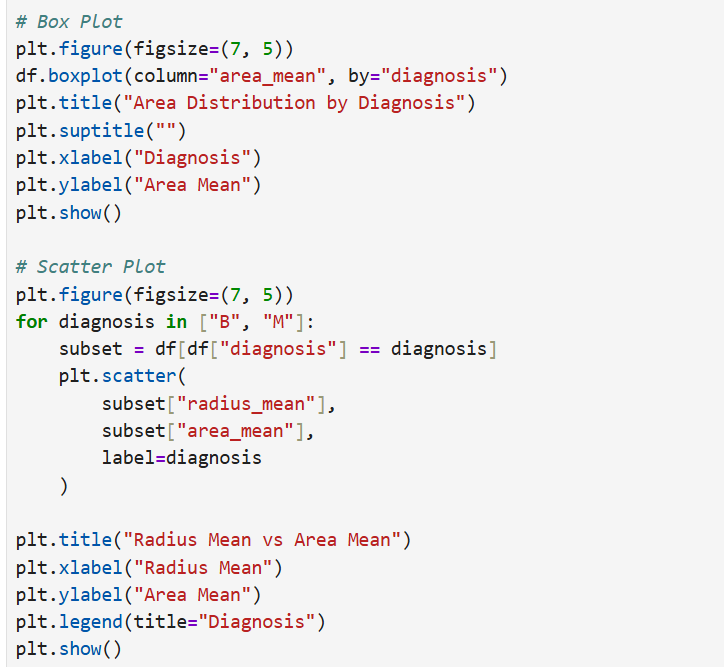 # Box Plot
plt.figure(figsize=(7, 5))
df.boxplot(column="area_mean", by="diagnosis")
plt.title("Area Distribution by Diagnosis")
plt.suptitle("")
plt.xlabel("Diagnosis")
plt.ylabel("Area Mean")
plt.show()

# Scatter Plot
plt.figure(figsize=(7, 5))
for diagnosis in ["B", "M"]:
    subset = df[df["diagnosis"] == diagnosis]
    plt.scatter(
        subset["radius_mean"],
        subset["area_mean"],
        label=diagnosis
    )

plt.title("Radius Mean vs Area Mean")
plt.xlabel("Radius Mean")
plt.ylabel("Area Mean")
plt.legend(title="Diagnosis")
plt.show()